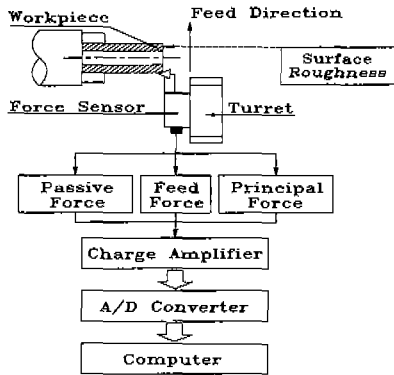 Workpiece
Feed Direction
Surface
Roughness
Force Sensor
Turret
Passive
Force
Feed
Force
Principal
Force
Charge Amplifier
A/D Converter
Computer